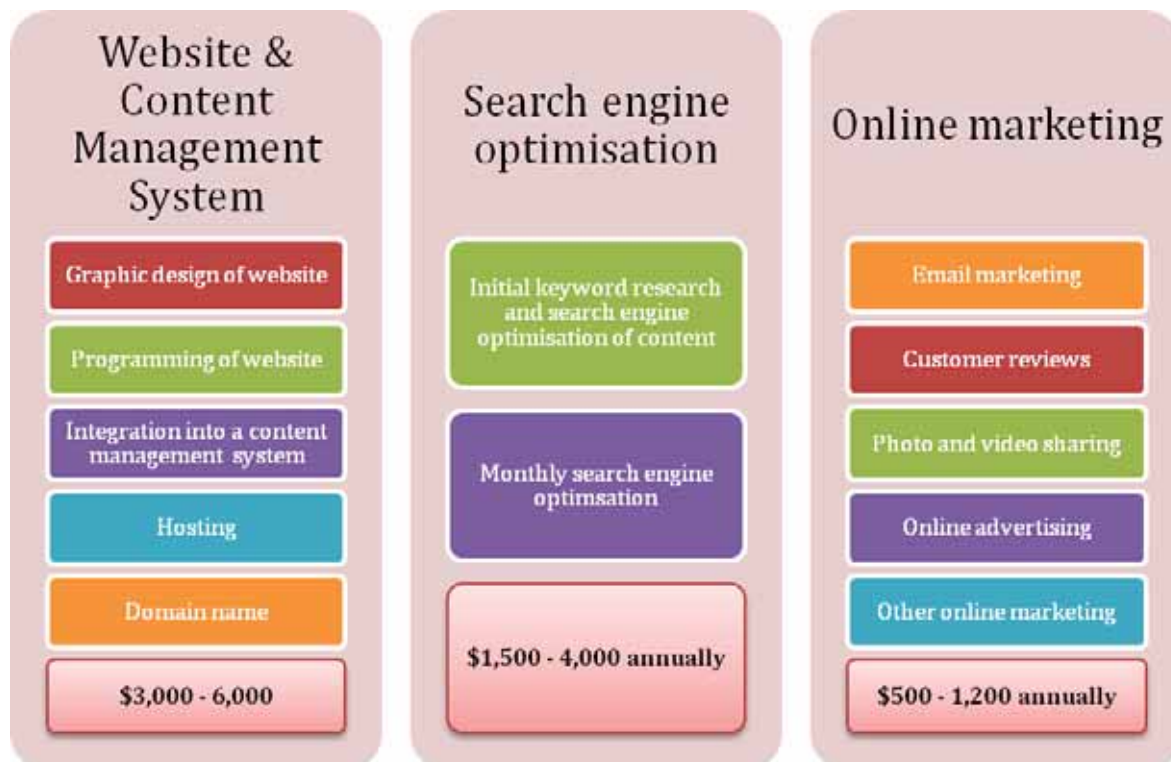 Website &
Content
Management
System
Graphic design of website
Programming of website
Integration into a content
management system
Hosting
Domain name
$3,000 - 6,000
Search engine
optimisation
Initial keyword research
and search engine
optimisation of content
Monthly search engine
optimsation
$1,500 - 4,000 annually
Online marketing
Email marketing
Customer reviews
Photo and video sharing
Online advertising
Other online marketing
$500 - 1,200 annually